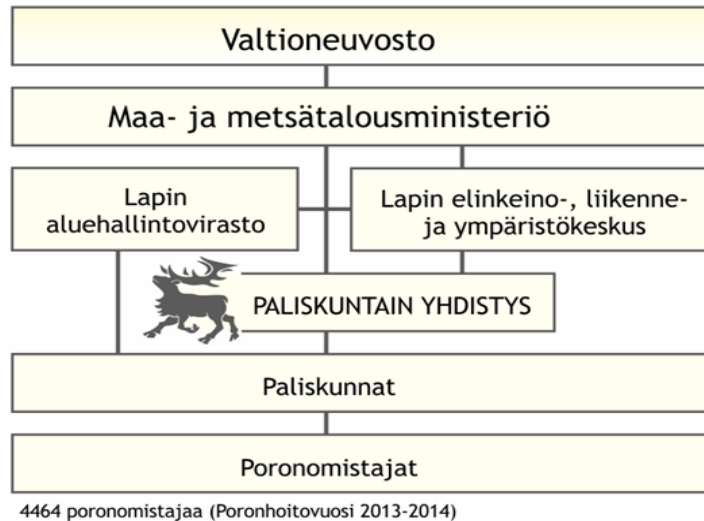 Valtioneuvosto
Maa- ja metsätalousministeriö
Lapin
aluehallintovirasto
Lapin elinkeino-, liikenne-
ja ympäristökeskus
PALISKUNTAIN YHDISTYS
Paliskunnat
Poronomistajat
4464 poronomistajaa (Poronhoitovuosi 2013-2014)